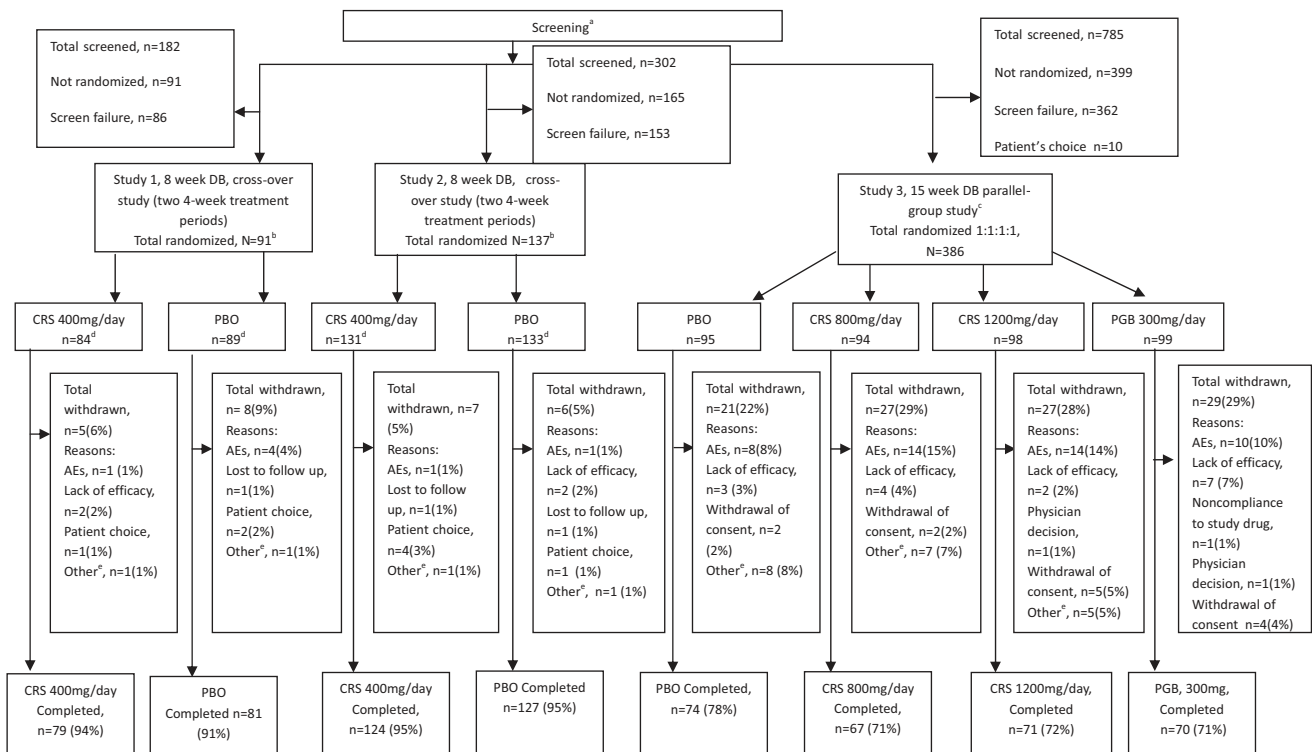 Screeningᵃ
Total screened, n=182
Not randomized, n=91
Screen failure, n=86
Total screened, n=302
Not randomized, n=165
Screen failure, n=153
Total screened, n=785
Not randomized, n=399
Screen failure, n=362
Patient's choice n=10
Study 1, 8 week DB, cross-over
study (two 4-week treatment
periods)
Total randomized, N=91ᵇ
Study 2, 8 week DB, cross-
over study (two 4-week
treatment periods)
Total randomized N=137ᵇ
Study 3, 15 week DB parallel-
group studyᶜ
Total randomized 1:1:1:1,
N=386
CRS 400mg/day
n=84ᵈ
PBO
n=89ᵈ
CRS 400mg/day
n=131ᵈ
PBO
n=133ᵈ
PBO
n=95
CRS 800mg/day
n=94
CRS 1200mg/day
n=98
PGB 300mg/day
n=99
Total
withdrawn,
n=5(6%)
Reasons:
AEs, n=1 (1%)
Lack of efficacy,
n=2(2%)
Patient choice,
n=1(1%)
Otherᵉ, n=1(1%)
Total withdrawn,
n= 8(9%)
Reasons:
AEs, n=4(4%)
Lost to follow up,
n=1(1%)
Patient choice,
n=2(2%)
Otherᵉ, n=1(1%)
Total
withdrawn, n=7
(5%)
Reasons:
AEs, n=1(1%)
Lost to follow
up, n=1(1%)
Patient choice,
n=4(3%)
Otherᵉ, n=1(1%)
Total withdrawn,
n=6(5%)
Reasons:
AEs, n=1(1%)
Lack of efficacy,
n=2 (2%)
Lost to follow up,
n=1 (1%)
Patient choice,
n=1 (1%)
Otherᵉ, n=1 (1%)
Total withdrawn,
n=21(22%)
Reasons:
AEs, n=8(8%)
Lack of efficacy,
n=3 (3%)
Withdrawal of
consent, n=2
(2%)
Otherᵉ, n=8 (8%)
Total withdrawn,
n=27(29%)
Reasons:
AEs, n=14(15%)
Lack of efficacy,
n=4 (4%)
Withdrawal of
consent, n=2(2%)
Otherᵉ, n=7 (7%)
Total withdrawn,
n=27(28%)
Reasons:
AEs, n=14(14%)
Lack of efficacy,
n=2 (2%)
Physician
decision,
n=1(1%)
Withdrawal of
consent, n=5(5%)
Otherᵉ, n=5(5%)
Total withdrawn,
n=29(29%)
Reasons:
AEs, n=10(10%)
Lack of efficacy,
n=7 (7%)
Noncompliance
to study drug,
n=1(1%)
Physician
decision, n=1(1%)
Withdrawal of
consent n=4(4%)
CRS 400mg/day
Completed,
n=79 (94%)
PBO
Completed n=81
(91%)
CRS 400mg/day
Completed,
n=124 (95%)
PBO Completed
n=127 (95%)
PBO Completed,
n=74 (78%)
CRS 800mg/day
Completed,
n=67 (71%)
CRS 1200mg/day,
Completed
n=71 (72%)
PGB, 300mg,
Completed
n=70 (71%)